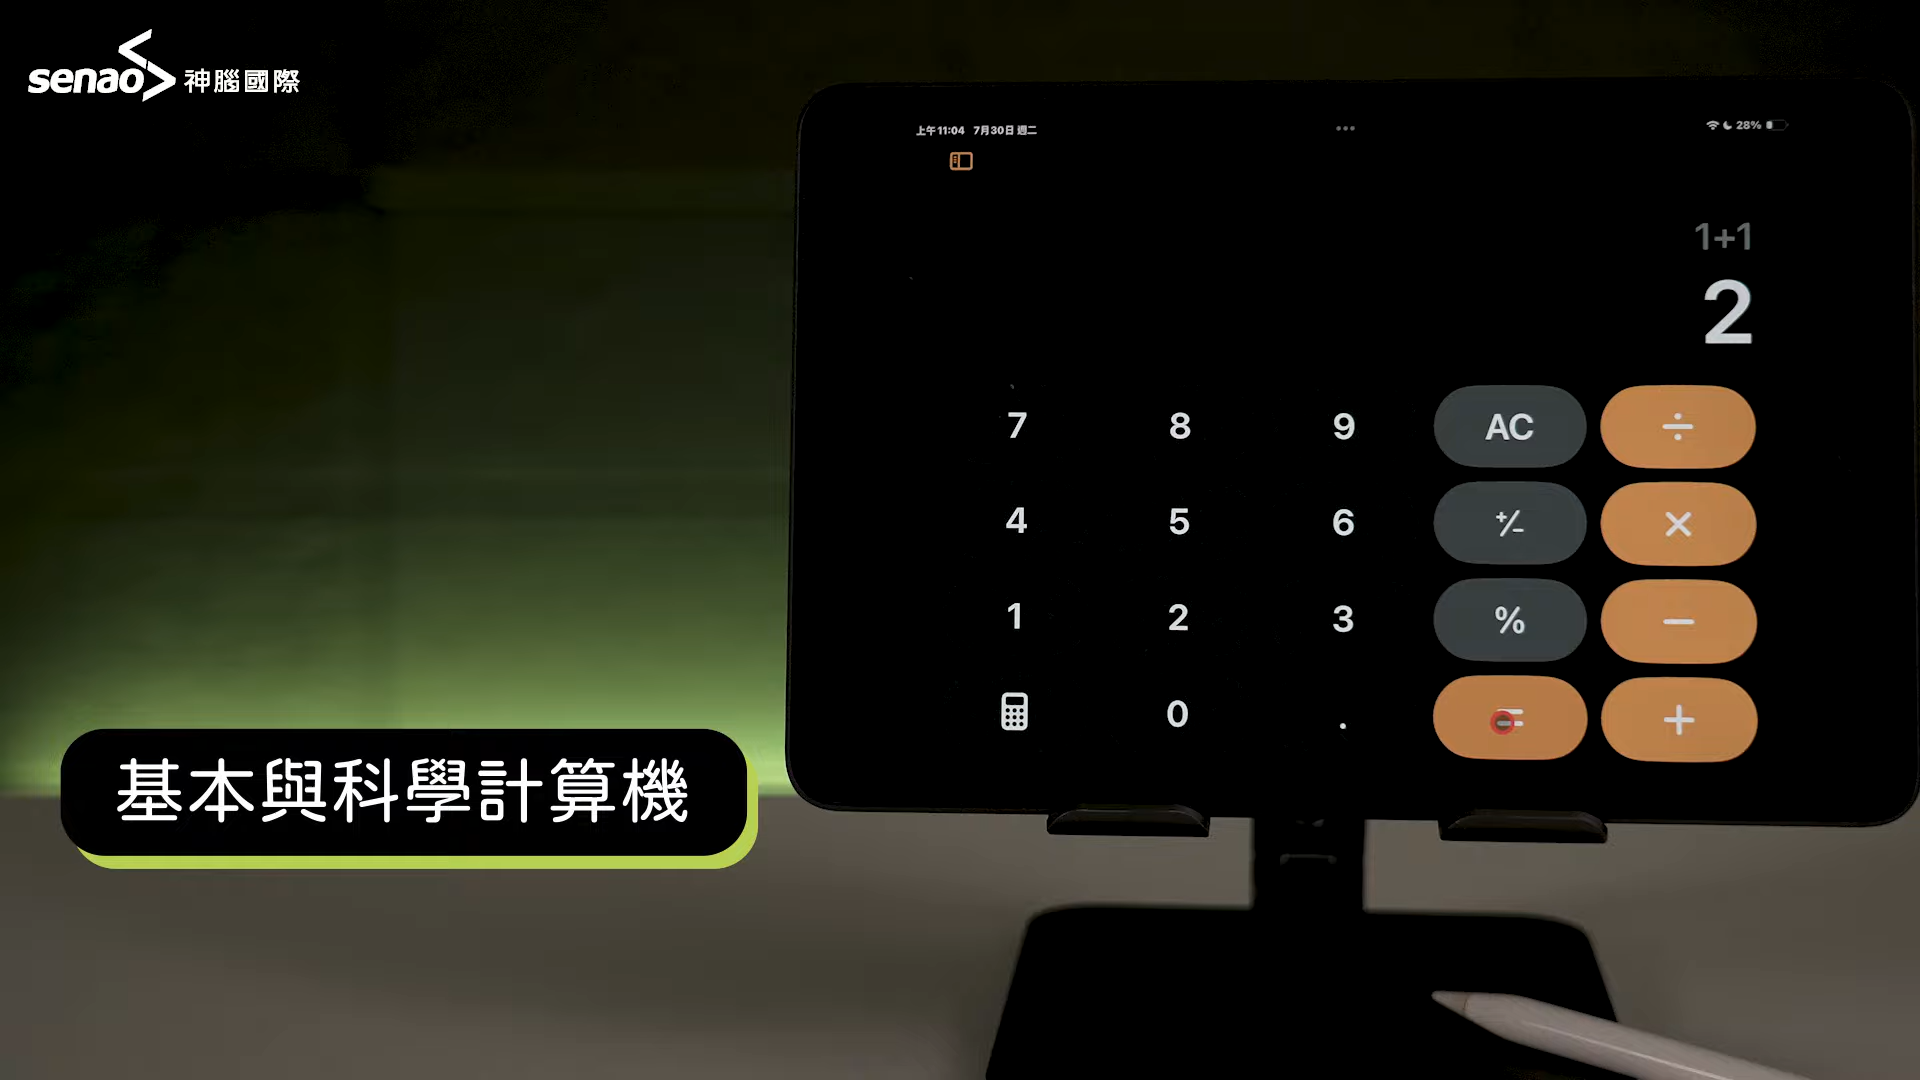 senao 神腦國際
上午11:04 7月30日 週二
28%
1+1
2
7 8 9 AC ÷
4 5 6 +/− ×
1 2 3 % −
0 . = +
基本與科學計算機